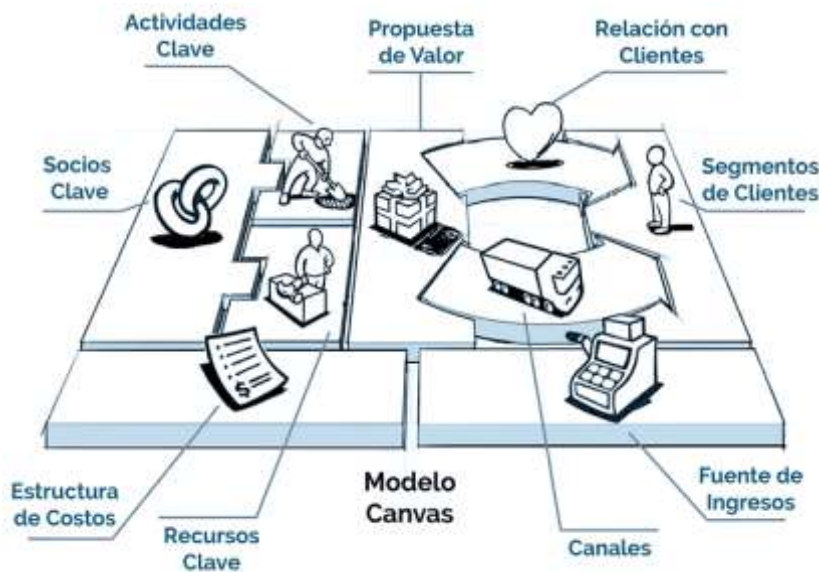 Actividades
Clave
Propuesta
de Valor
Relación con
Clientes
Socios
Clave
Segmentos
de Clientes
$
Estructura
de Costos
Recursos
Clave
Modelo
Canvas
Canales
Fuente de
Ingresos